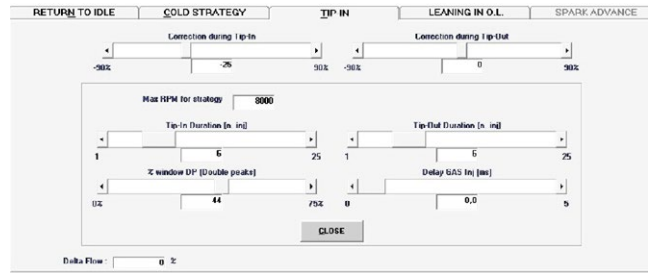 RETURN TO IDLE COLD STRATEGY TIP IN LEANING IN O.L. SPARK ADVANCE
Correction during Tip-In Correction during Tip-Out
-90% -25 90% -90% 0 90%
Max RPM for strategy 8000
Tip-In Duration [n. inj] Tip-Out Duration [n. inj]
1 6 25 1 6 25
% window DP (Double peaks) Delay GAS Inj [ms]
0% 44 75% 0 0,0 5
CLOSE
Delta Flow : 0 %